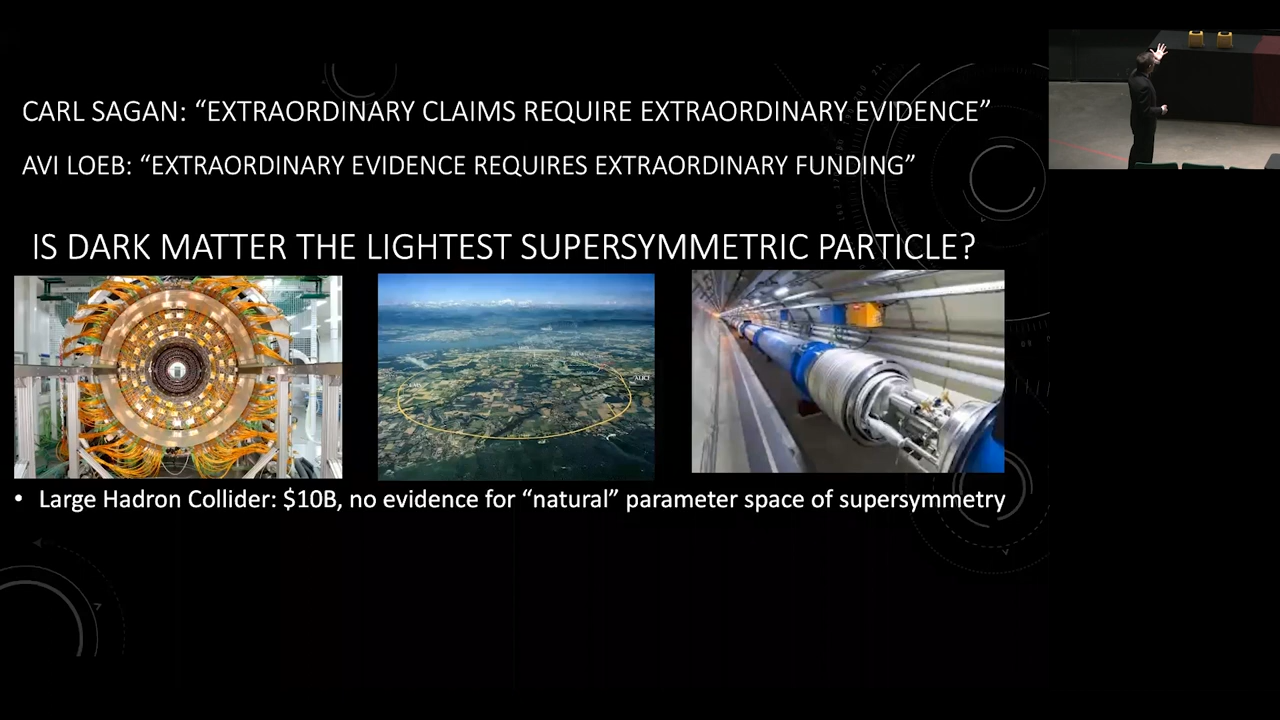 CARL SAGAN: “EXTRAORDINARY CLAIMS REQUIRE EXTRAORDINARY EVIDENCE”
AVI LOEB: “EXTRAORDINARY EVIDENCE REQUIRES EXTRAORDINARY FUNDING”
IS DARK MATTER THE LIGHTEST SUPERSYMMETRIC PARTICLE?
ALICE
• Large Hadron Collider: $10B, no evidence for “natural” parameter space of supersymmetry